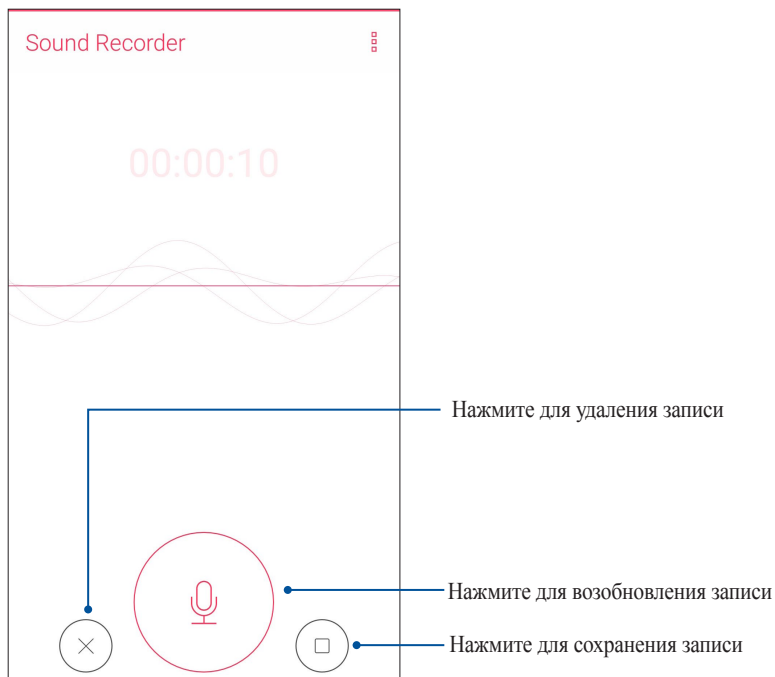 Sound Recorder
00:00:10
Нажмите для удаления записи
Нажмите для возобновления записи
Нажмите для сохранения записи